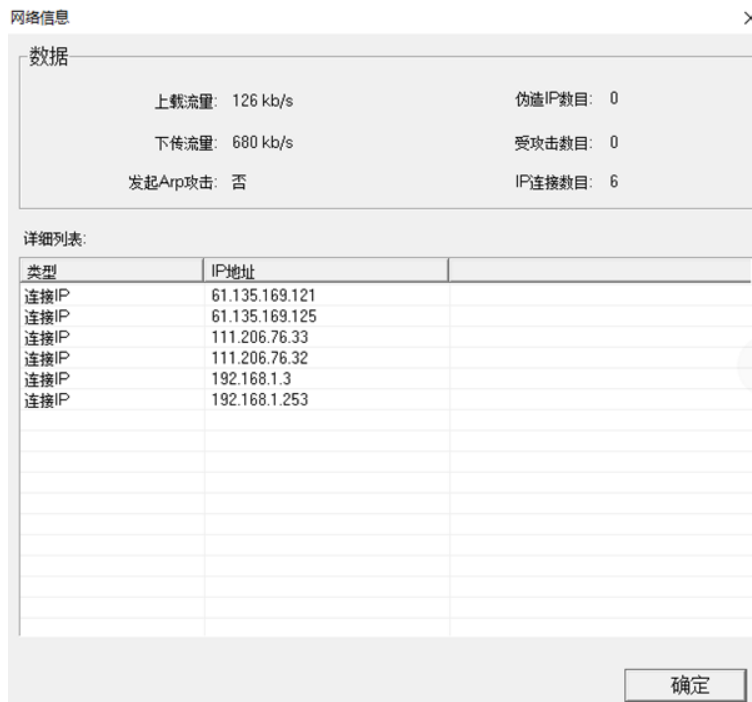 网络信息
数据
上载流量: 126 kb/s 伪造IP数目: 0
下传流量: 680 kb/s 受攻击数目: 0
发起Arp攻击: 否 IP连接数目: 6
详细列表:
类型 IP地址
连接IP 61.135.169.121
连接IP 61.135.169.125
连接IP 111.206.76.33
连接IP 111.206.76.32
连接IP 192.168.1.3
连接IP 192.168.1.253
确定